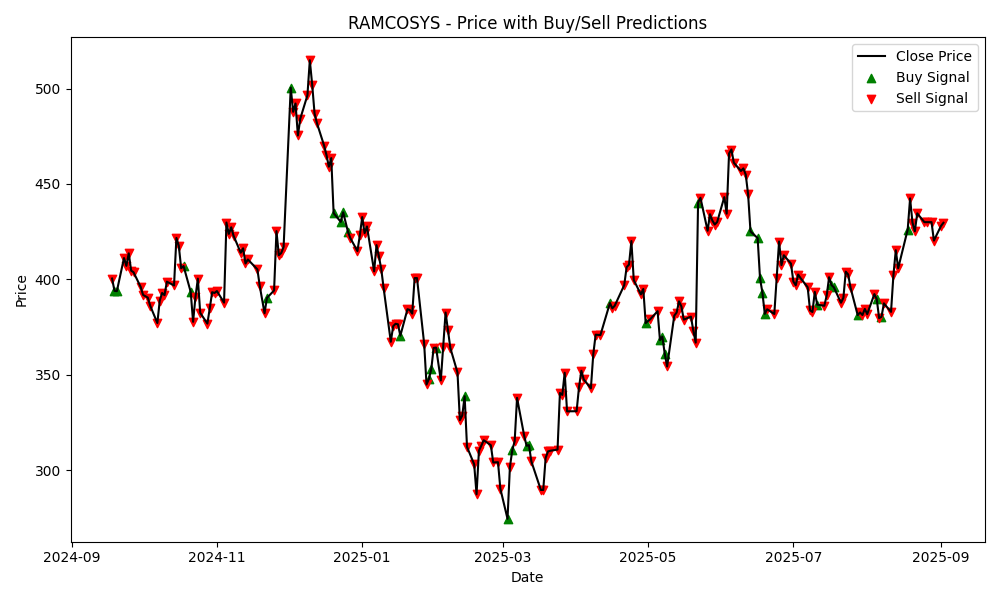 RAMCOSYS - Price with Buy/Sell Predictions
Close Price
Buy Signal
Sell Signal
Price
500
450
400
350
300
2024-09 2024-11 2025-01 2025-03 2025-05 2025-07 2025-09
Date